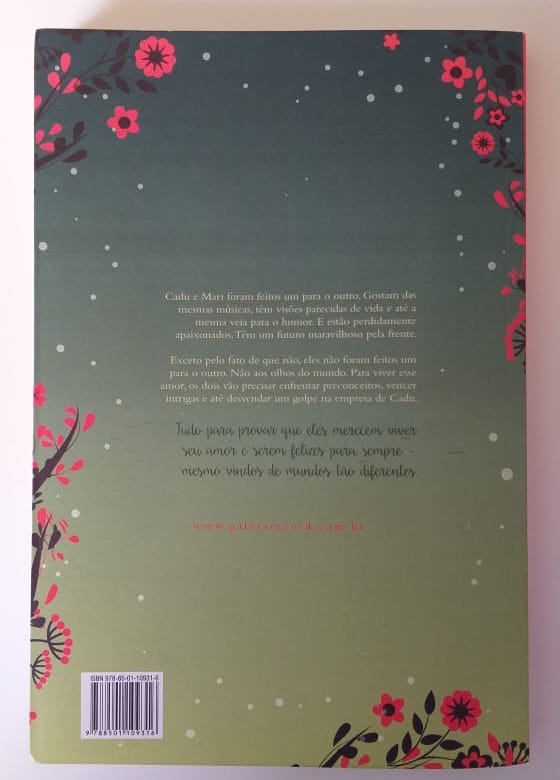 Cadu e Mari foram feitos um para o outro. Gostam das
mesmas músicas, têm visões parecidas de vida e até a
mesma veia para o humor. E estão perdidamente
apaixonados. Têm um futuro maravilhoso pela frente.
Exceto pelo fato de que não, eles não foram feitos um
para o outro. Não aos olhos do mundo. Para viver esse
amor, os dois vão precisar enfrentar preconceitos, vencer
intrigas e até desvendar um golpe na empresa de Cadu.
Tudo para provar que eles merecem viver
seu amor e serem felizes para sempre –
mesmo vindos de mundos tão diferentes.
www.galerarecord.com.br
ISBN 978-85-01-10931-6
9 788501 109316